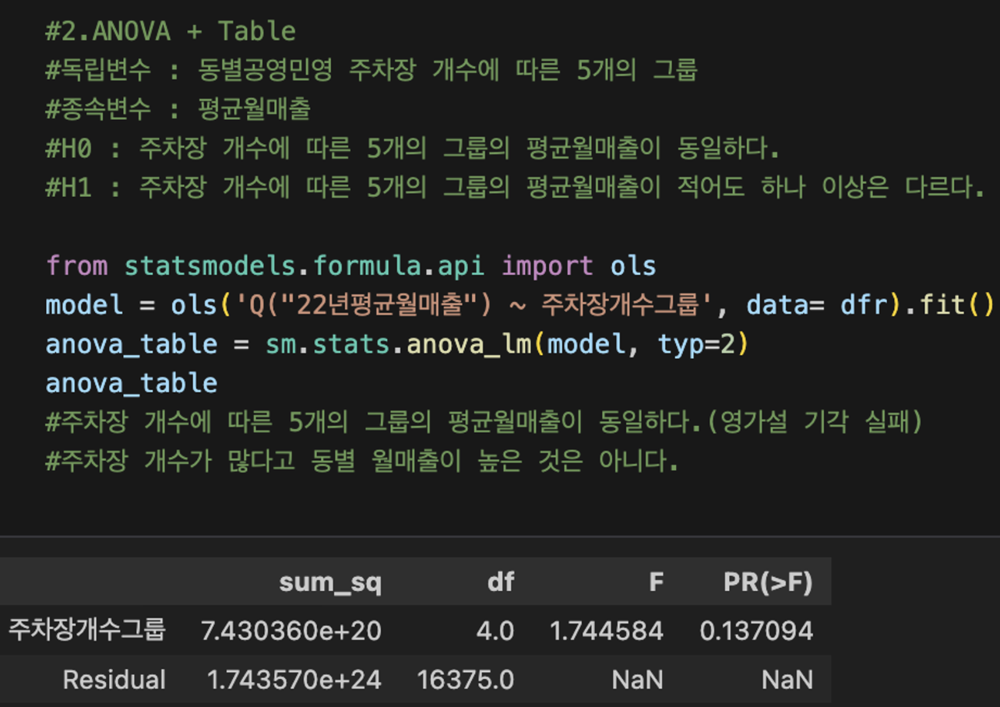 #2.ANOVA + Table
#독립변수 : 동별공영민영 주차장 개수에 따른 5개의 그룹
#종속변수 : 평균월매출
#H0 : 주차장 개수에 따른 5개의 그룹의 평균월매출이 동일하다.
#H1 : 주차장 개수에 따른 5개의 그룹의 평균월매출이 적어도 하나 이상은 다르다.
from statsmodels.formula.api import ols
model = ols('Q("22년평균월매출") ~ 주차장개수그룹', data= dfr).fit()
anova_table = sm.stats.anova_lm(model, typ=2)
anova_table
#주차장 개수에 따른 5개의 그룹의 평균월매출이 동일하다.(영가설 기각 실패)
#주차장 개수가 많다고 동별 월매출이 높은 것은 아니다.
sum_sq df F PR(>F)
주차장개수그룹 7.430360e+20 4.0 1.744584 0.137094
Residual 1.743570e+24 16375.0 NaN NaN